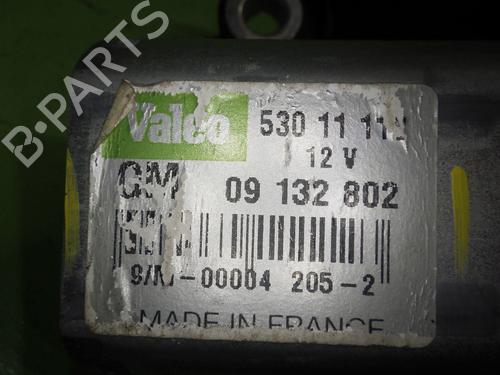 B-PARTS
Valeo
530 11 11
12 V
GM 09 132 802
S/M-00004 205-2
MADE IN FRANCE